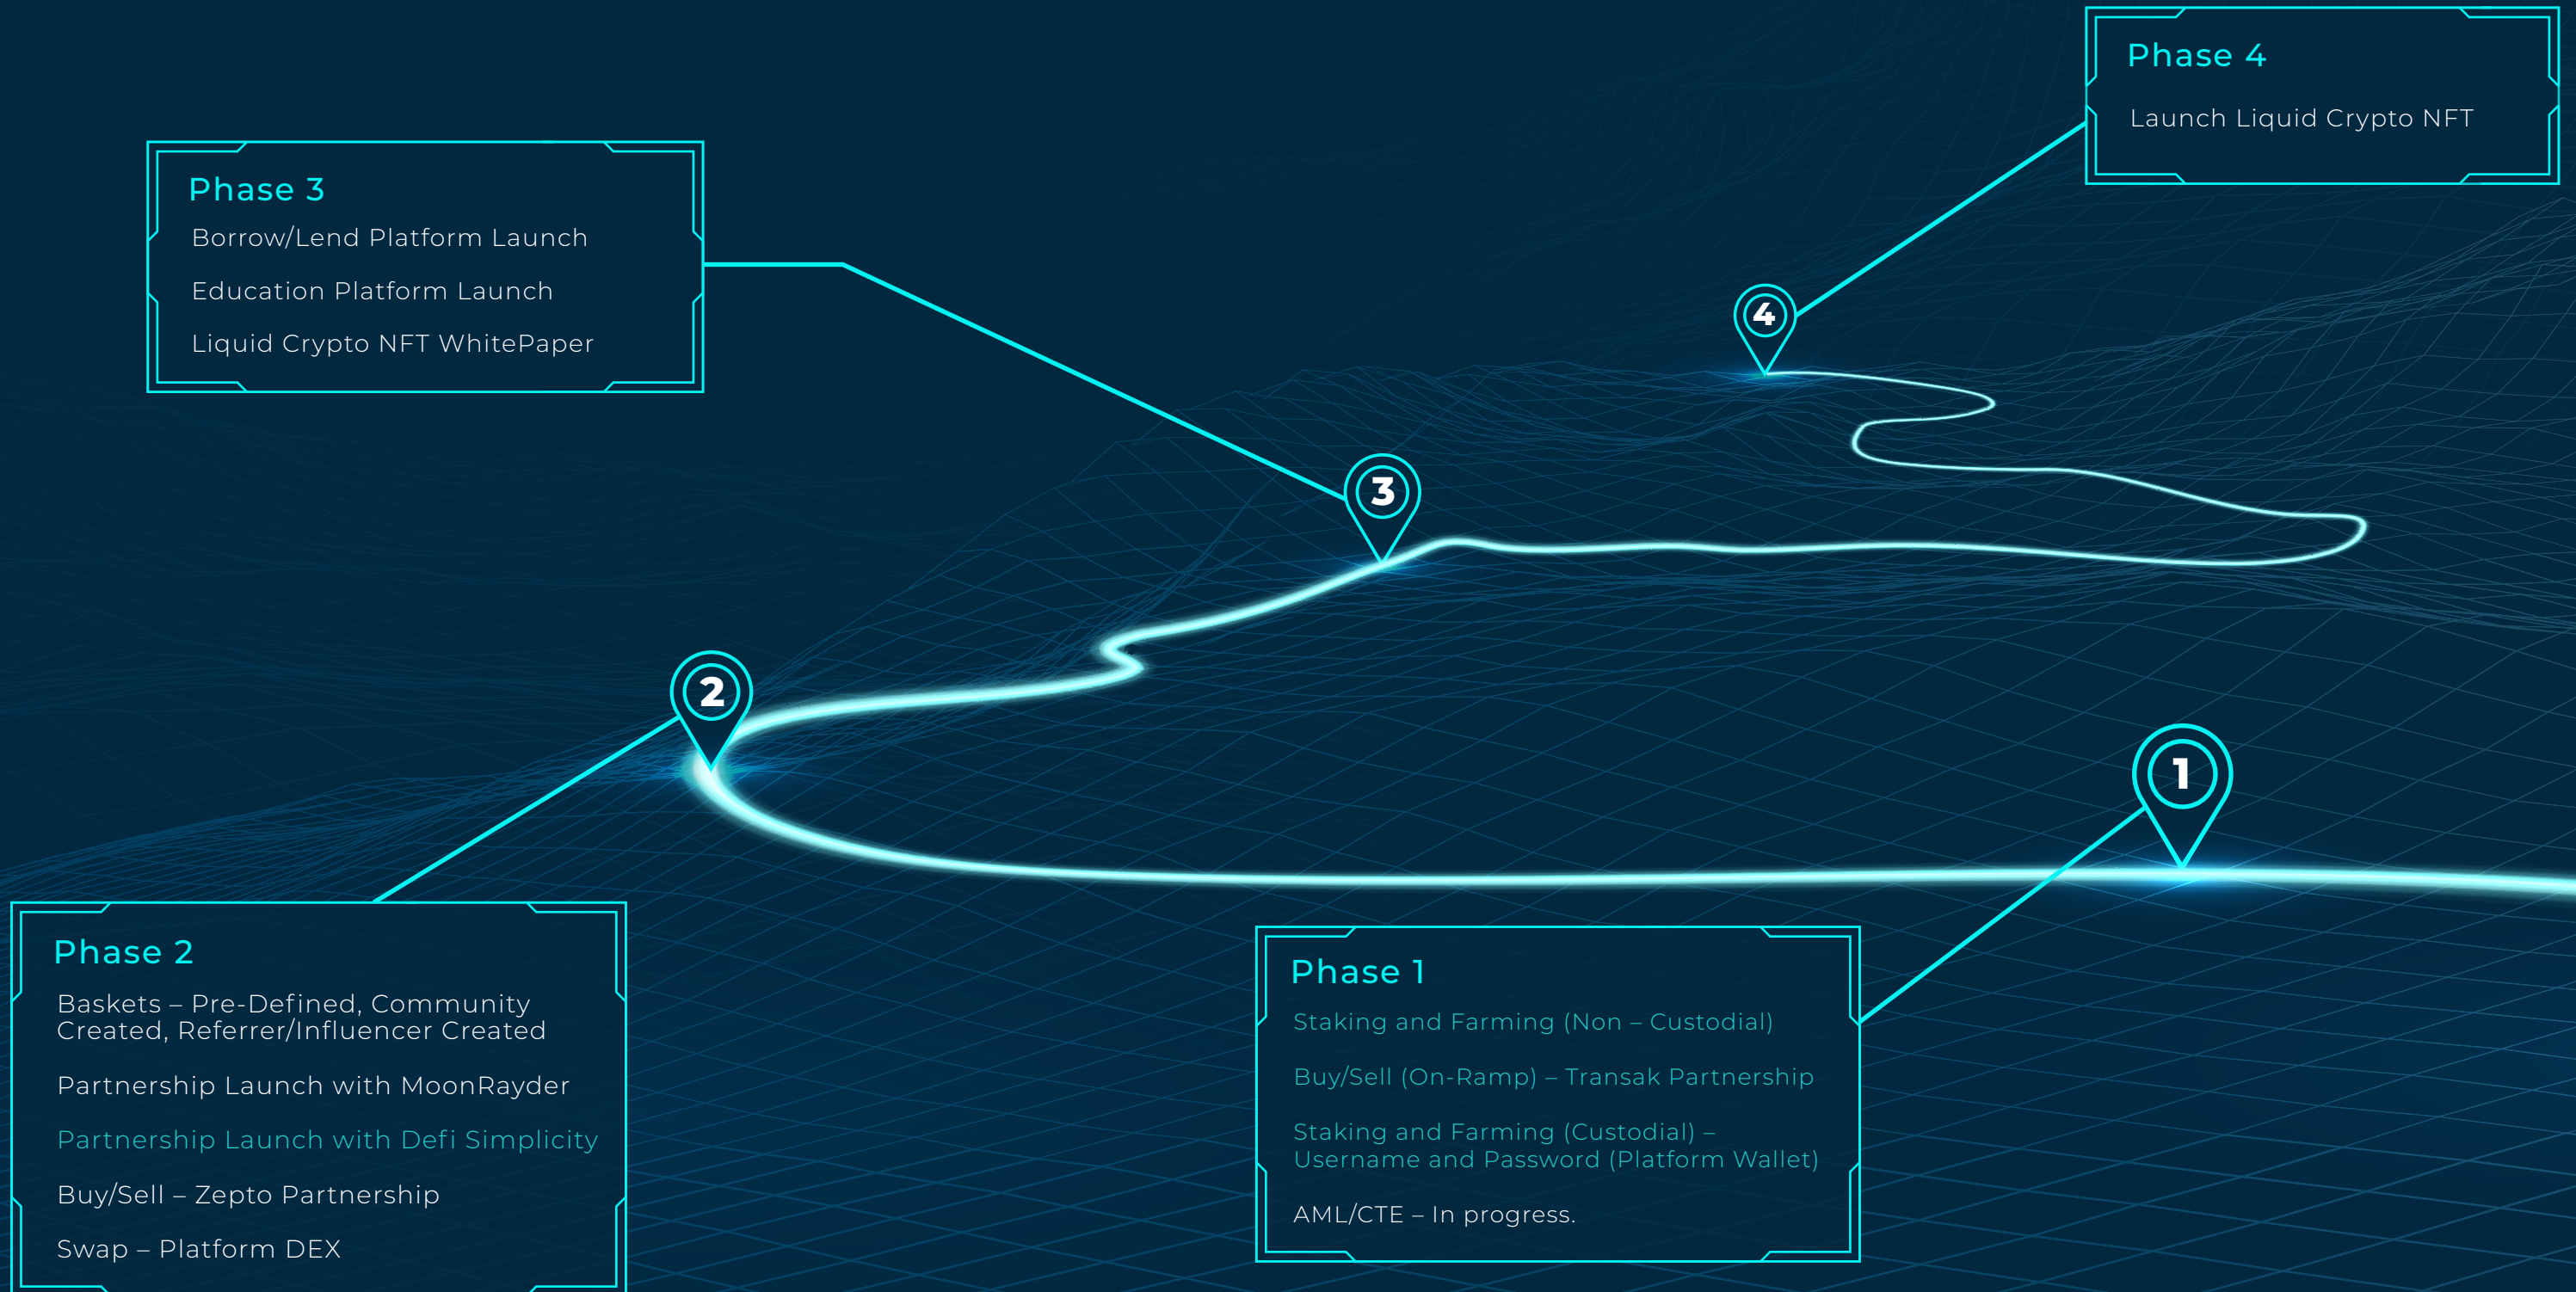 Phase 4
Launch Liquid Crypto NFT
Phase 3
Borrow/Lend Platform Launch
Education Platform Launch
Liquid Crypto NFT WhitePaper
4
3
2
1
Phase 2
Baskets – Pre-Defined, Community
Created, Referrer/Influencer Created
Partnership Launch with MoonRayder
Partnership Launch with Defi Simplicity
Buy/Sell – Zepto Partnership
Swap – Platform DEX
Phase 1
Staking and Farming (Non – Custodial)
Buy/Sell (On-Ramp) – Transak Partnership
Staking and Farming (Custodial) –
Username and Password (Platform Wallet)
AML/CTE – In progress.